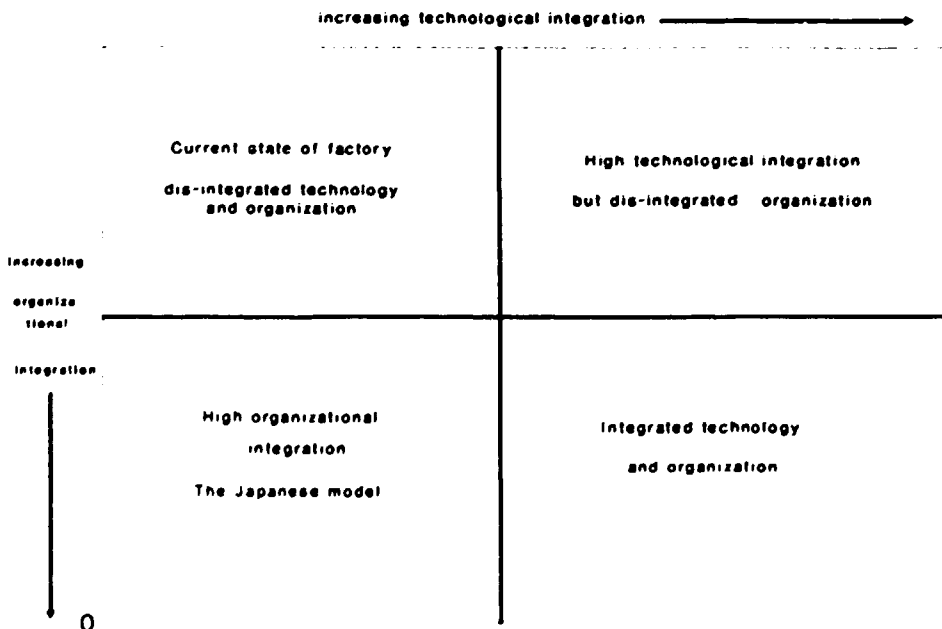 increasing technological integration
Current state of factory
dis-integrated technology
and organization
High technological integration
but dis-integrated organization
increasing
organiza
tional
integration
High organizational
integration
The Japanese model
Integrated technology
and organization
0